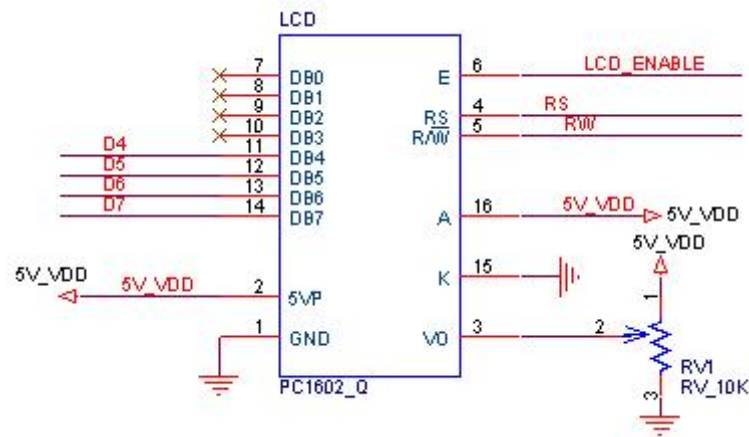 LCD
7 DB0 E 6 LCD_ENABLE
8 DB1
9 DB2 RS 4 RS
10 DB3 R/W 5 RW
D4 11 DB4
D5 12 DB5
D6 13 DB6
D7 14 DB7 A 16 5V_VDD 5V_VDD
5V_VDD
K 15
5V_VDD 5V_VDD 2 5VP
1
1 GND V0 3 2
RV1
PC1602_Q RV_10K
3